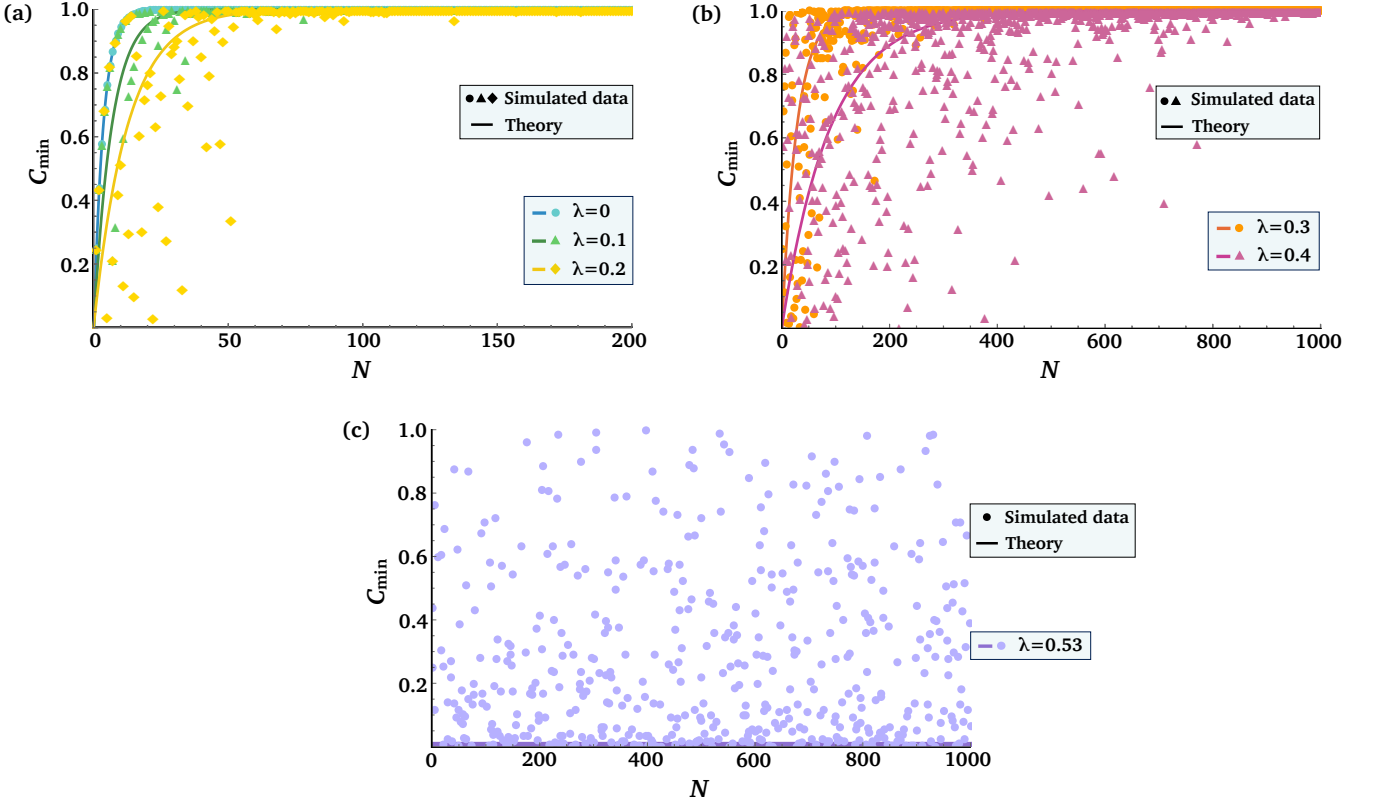 (a)
1.0
0.8
0.6
0.4
0.2
C_min
0 50 100 150 200
N
Simulated data
Theory
λ=0
λ=0.1
λ=0.2
(b)
1.0
0.8
0.6
0.4
0.2
C_min
0 200 400 600 800 1000
N
Simulated data
Theory
λ=0.3
λ=0.4
(c)
1.0
0.8
0.6
0.4
0.2
C_min
0 200 400 600 800 1000
N
Simulated data
Theory
λ=0.53